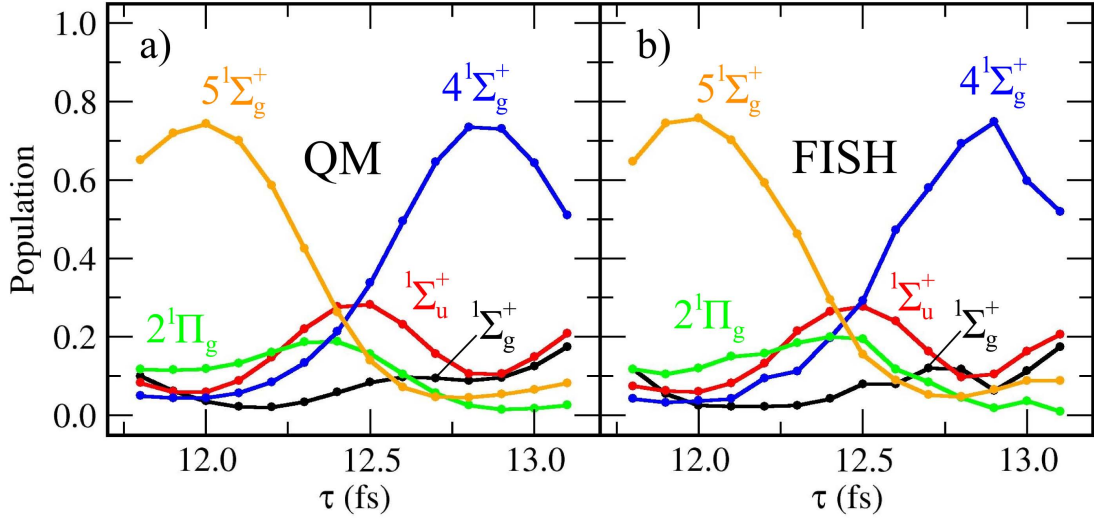 a)
QM
5¹Σg⁺
4¹Σg⁺
2¹Πg
¹Σu⁺
¹Σg⁺
Population
1.0
0.8
0.6
0.4
0.2
0.0
12.0 12.5 13.0
τ (fs)
b)
FISH
5¹Σg⁺
4¹Σg⁺
2¹Πg
¹Σu⁺
¹Σg⁺
12.0 12.5 13.0
τ (fs)